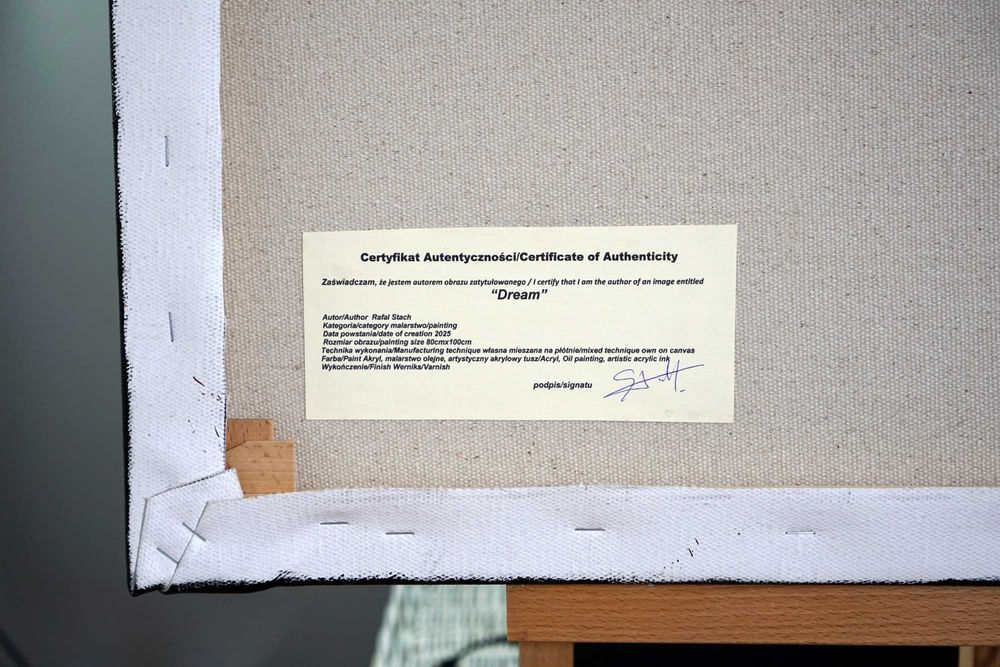 Certyfikat Autentyczności/Certificate of Authenticity
Zaświadczam, że jestem autorem obrazu zatytułowanego / I certify that I am the author of an image entitled
“Dream”
Autor/Author Rafał Stach
Kategoria/category malarstwo/painting
Data powstania/date of creation 2025
Rozmiar obrazu/painting size 80cmx100cm
Technika wykonania/Manufacturing technique własna mieszana na płótnie/mixed technique own on canvas
Farba/Paint Akryl, malarstwo olejne, artystyczny akrylowy tusz/Acryl, Oil painting, artistic acrylic ink
Wykończenie/Finish Werniks/Varnish
podpis/signatu